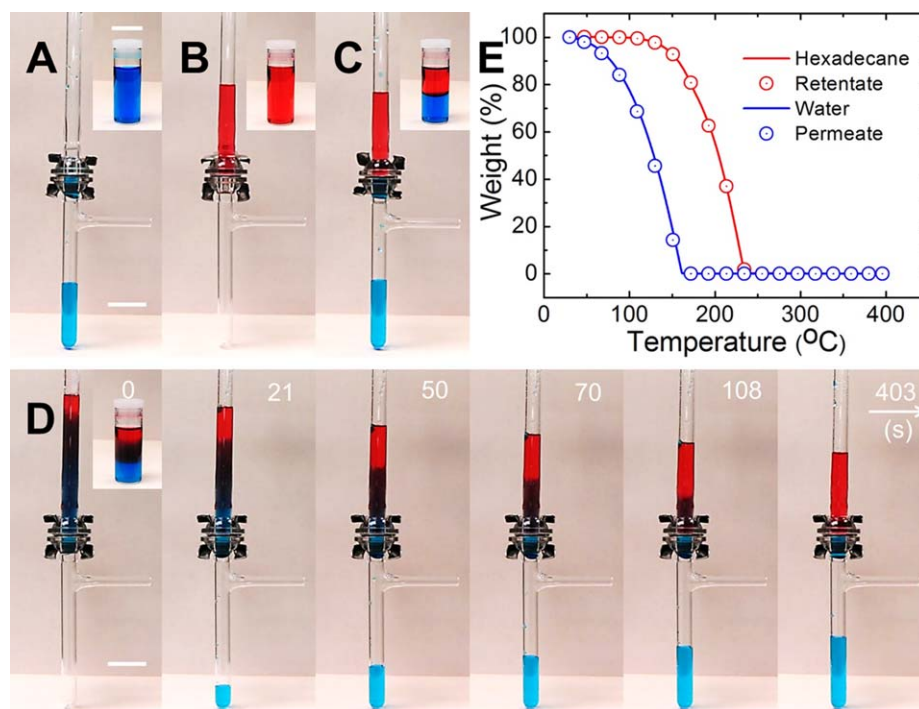 A
B
C
E
100
80
60
40
20
0
Weight (%)
Hexadecane
Retentate
Water
Permeate
0
100
200
300
400
Temperature (°C)
D
0
21
50
70
108
403
(s)